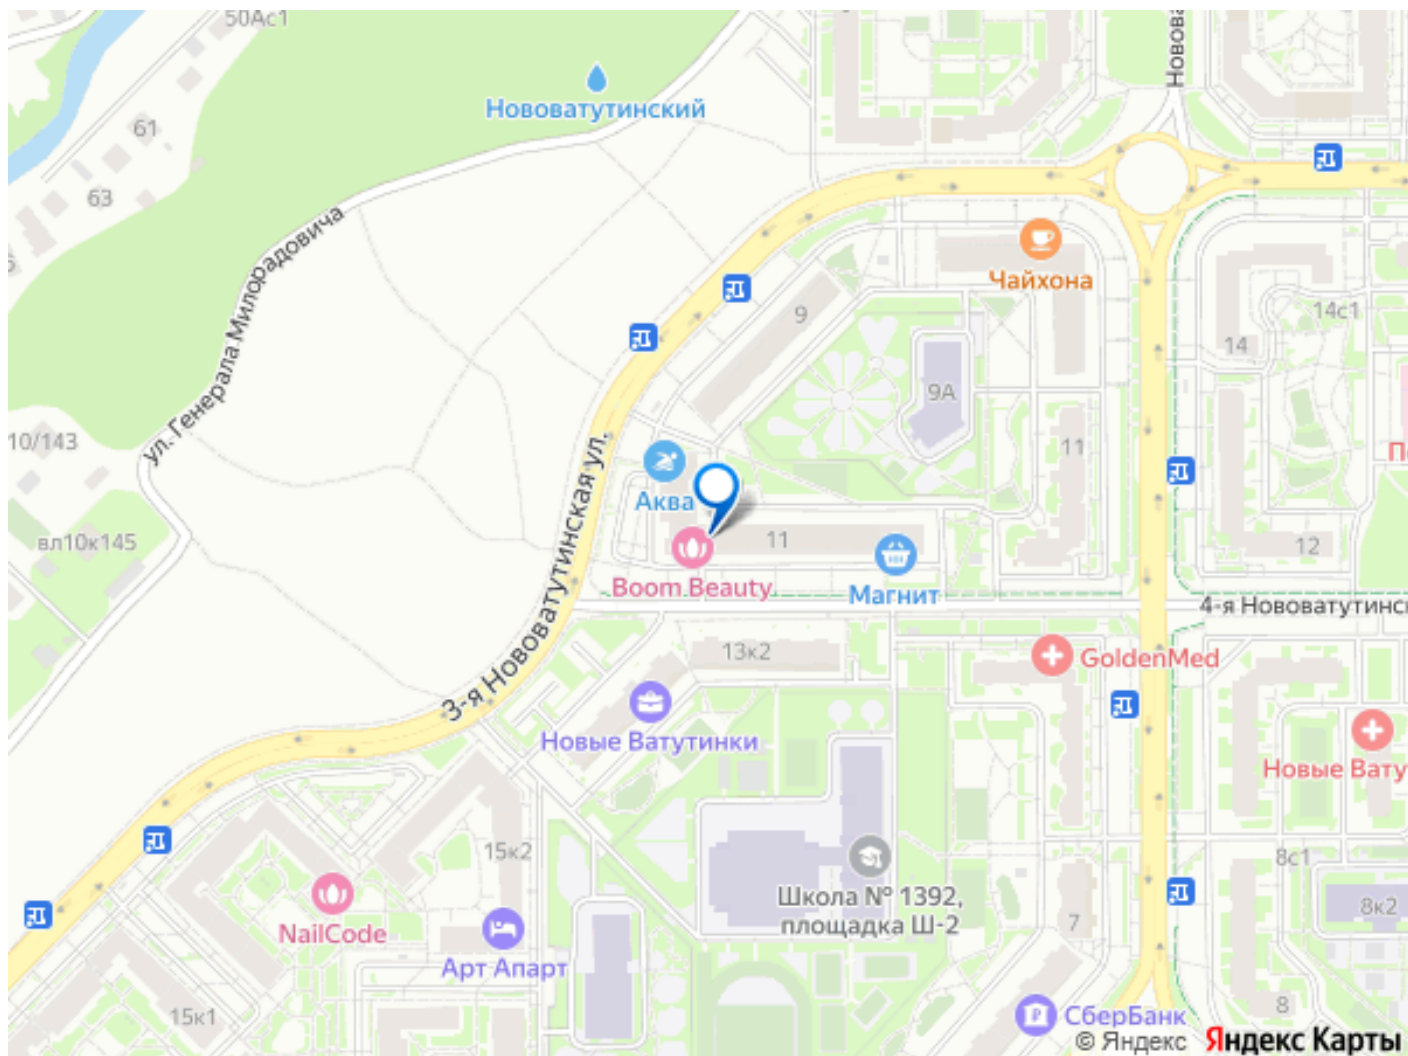 50Ас1
Нововатутинский
61
63
ул. Генерала Милорадовича
Чайхона
9
14с1
14
9А
10/143
11
Аква
вл10к145
11
12
Boom Beauty
Магнит
3-я Нововатутинская ул.
4-я Нововатутинс
13к2
GoldenMed
Новые Ватутинки
Новые Вату
15к2
8с1
Школа № 1392,
площадка Ш-2
8к2
NailCode
7
Арт Апарт
15к1
8
СберБанк
© Яндекс Яндекс Карты